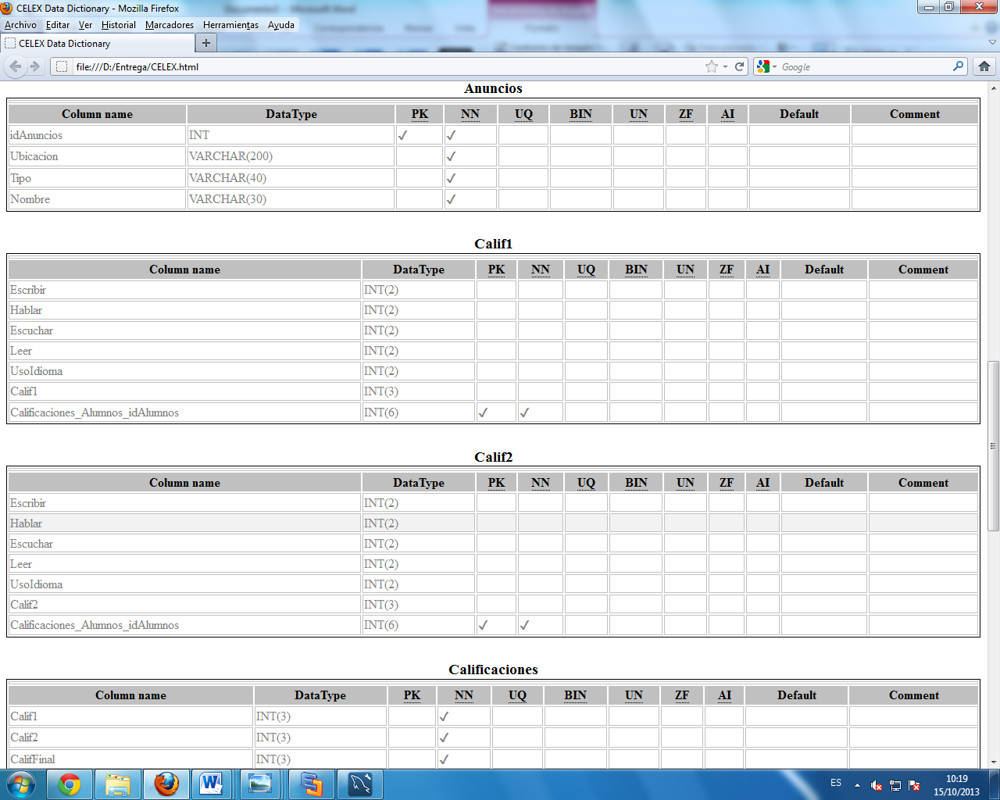 CELEX Data Dictionary - Mozilla Firefox
Archivo Editar Ver Historial Marcadores Herramientas Ayuda
CELEX Data Dictionary
file:///D:/Entrega/CELEX.html Google
Anuncios
Column name DataType PK NN UQ BIN UN ZF AI Default Comment
idAnuncios INT ✓ ✓
Ubicacion VARCHAR(200) ✓
Tipo VARCHAR(40) ✓
Nombre VARCHAR(30) ✓
Calif1
Column name DataType PK NN UQ BIN UN ZF AI Default Comment
Escribir INT(2)
Hablar INT(2)
Escuchar INT(2)
Leer INT(2)
UsoIdioma INT(2)
Calif1 INT(3)
Calificaciones_Alumnos_idAlumnos INT(6) ✓ ✓
Calif2
Column name DataType PK NN UQ BIN UN ZF AI Default Comment
Escribir INT(2)
Hablar INT(2)
Escuchar INT(2)
Leer INT(2)
UsoIdioma INT(2)
Calif2 INT(3)
Calificaciones_Alumnos_idAlumnos INT(6) ✓ ✓
Calificaciones
Column name DataType PK NN UQ BIN UN ZF AI Default Comment
Calif1 INT(3) ✓
Calif2 INT(3) ✓
CalifFinal INT(3) ✓
ES 10:19
15/10/2013